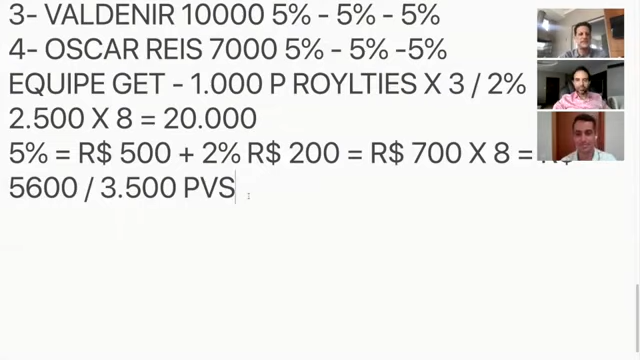 3- VALDENIR 10000 5% - 5% - 5%
4- OSCAR REIS 7000 5% - 5% -5%
EQUIPE GET - 1.000 P ROYLTIES X 3 / 2%
2.500 X 8 = 20.000
5% = R$ 500 + 2% R$ 200 = R$ 700 X 8 = R$
5600 / 3.500 PVS